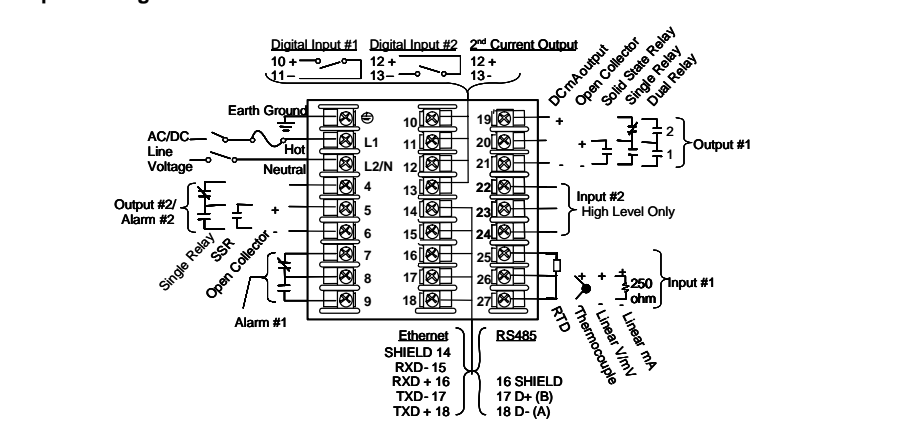 Digital Input #1 Digital Input #2 2nd Current Output
10 + 12 + 12 +
11 – 13 – 13 -
DC mA output
Open Collector
Solid State Relay
Single Relay
Dual Relay
Earth Ground
AC/DC
Line
Voltage
Hot
Neutral
L1
L2/N
4
5
6
7
8
9
10
11
12
13
14
15
16
17
18
19
20
21
22
23
24
25
26
27
+
+
- -
2
1
Output #1
Output #2/
Alarm #2
+
-
Single Relay
SSR
Open Collector
Alarm #1
Input #2
High Level Only
+ + +
250
ohm
- -
Input #1
RTD
Thermocouple
Linear V/mV
Linear mA
Ethernet
SHIELD 14
RXD- 15
RXD + 16
TXD- 17
TXD + 18
RS485
16 SHIELD
17 D+ (B)
18 D- (A)